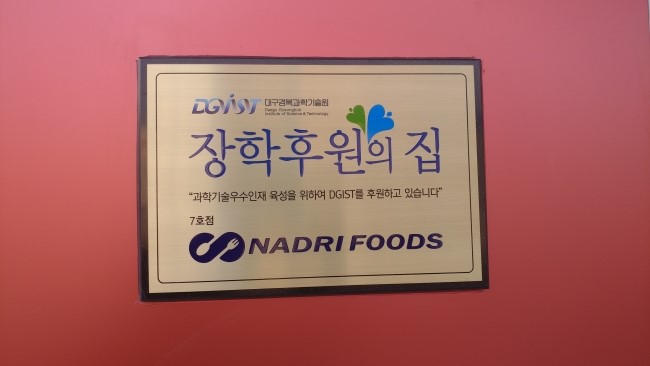 DGIST 대구경북과학기술원
Daegu Gyeongbuk
Institute of Science & Technology
장학후원의 집
"과학기술우수인재 육성을 위하여 DGIST를 후원하고 있습니다"
7호점
NADRI FOODS